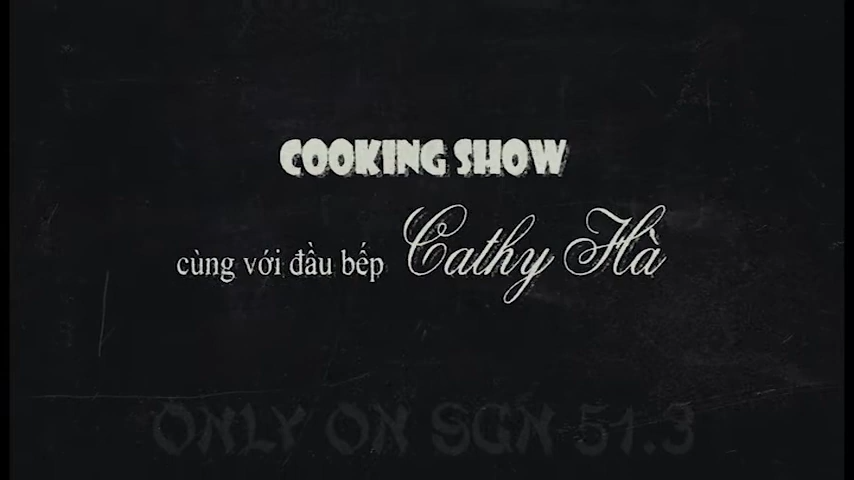 COOKING SHOW
cùng với đầu bếp Cathy Hà
ONLY ON SGN 51.3